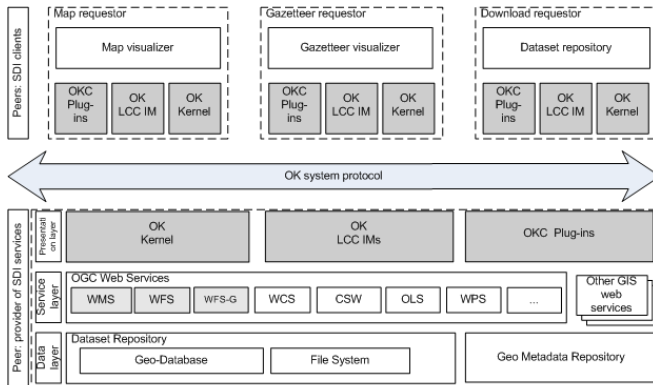 Peers: SDI clients
Map requestor
Map visualizer
OKC
Plug-
ins
OK
LCC IM
OK
Kernel
Gazetteer requestor
Gazetteer visualizer
OKC
Plug-
ins
OK
LCC IM
OK
Kernel
Download requestor
Dataset repository
OKC
Plug-
ins
OK
LCC IM
OK
Kernel
OK system protocol
Peer: provider of SDI services
Presentati
on layer
OK
Kernel
OK
LCC IMs
OKC Plug-ins
Service
layer
OGC Web Services
WMS
WFS
WFS-G
WCS
CSW
OLS
WPS
...
Other GIS
web
services
Data
layer
Dataset Repository
Geo-Database
File System
Geo Metadata Repository